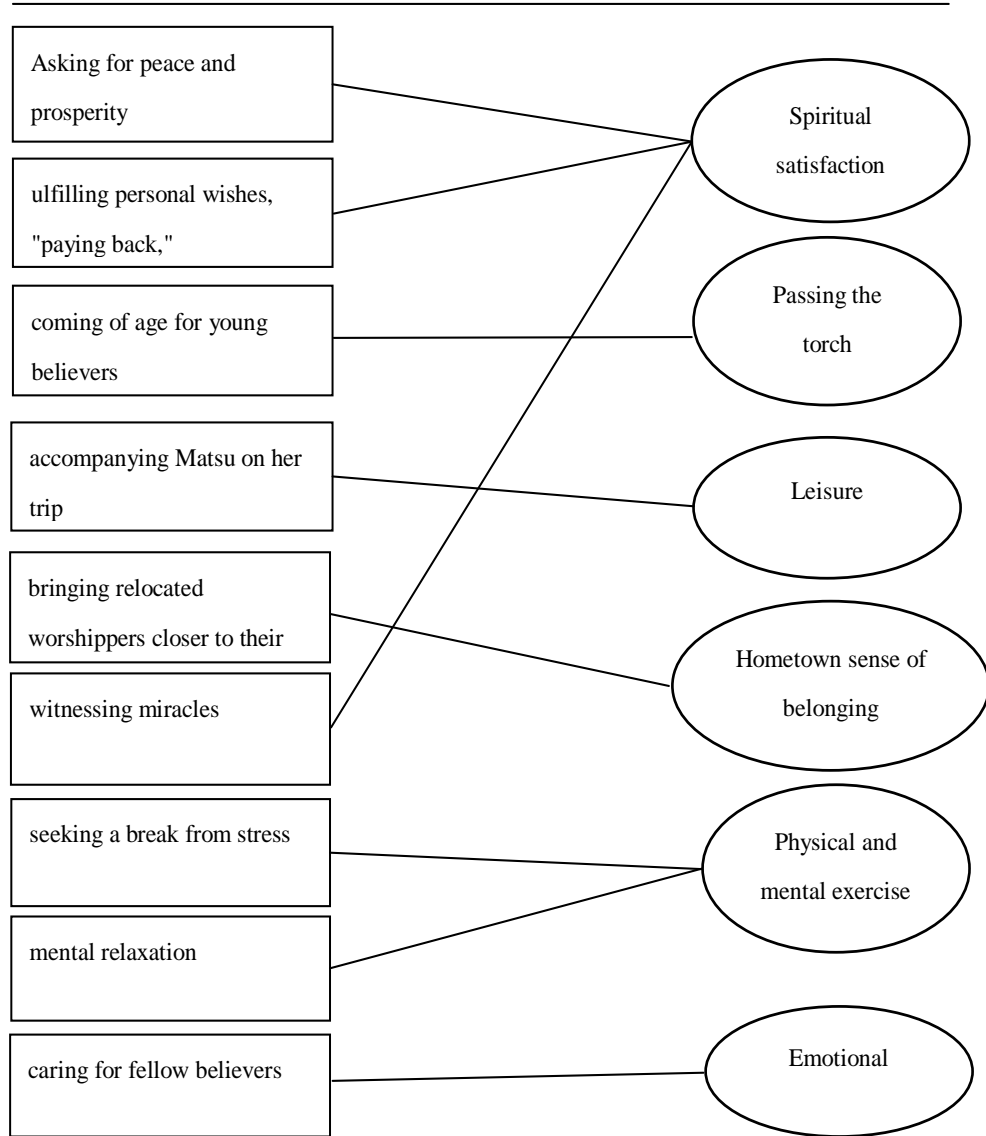 Asking for peace and
prosperity
ulfilling personal wishes,
"paying back,"
coming of age for young
believers
accompanying Matsu on her
trip
bringing relocated
worshippers closer to their
witnessing miracles
seeking a break from stress
mental relaxation
caring for fellow believers
Spiritual
satisfaction
Passing the
torch
Leisure
Hometown sense of
belonging
Physical and
mental exercise
Emotional